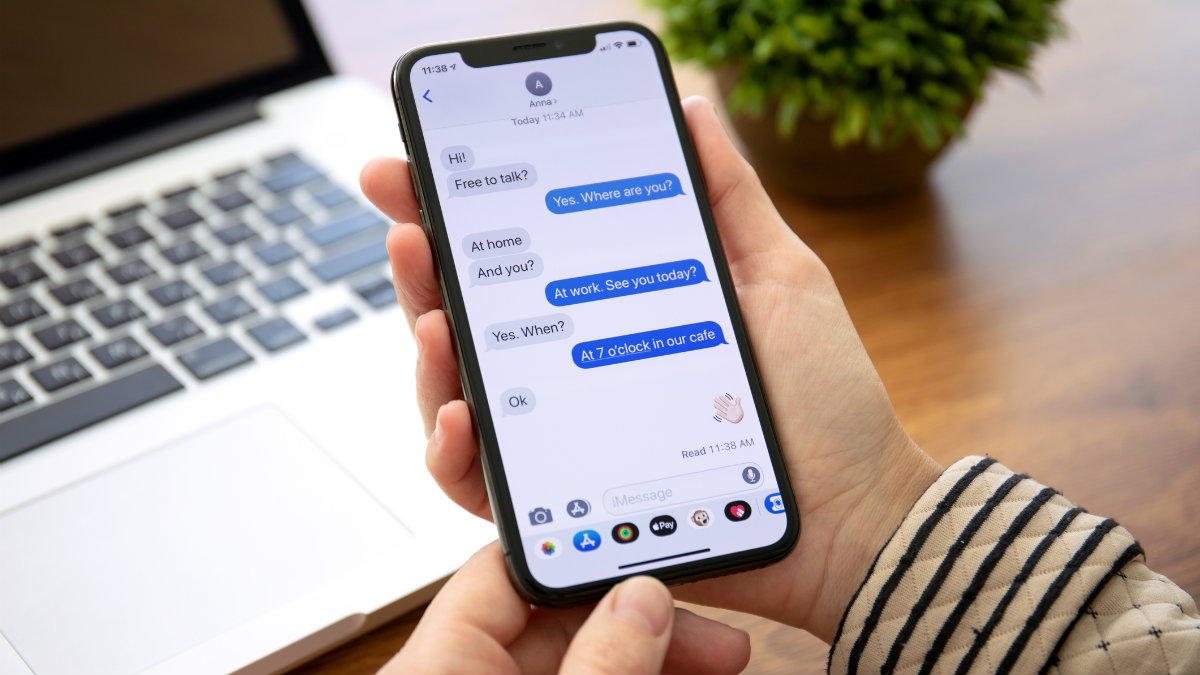 11:38
A
Anna
Today 11:34 AM
Hi!
Free to talk?
Yes. Where are you?
At home
And you?
At work. See you today?
Yes. When?
At 7 o'clock in our cafe
Ok
Read 11:38 AM
iMessage
Pay